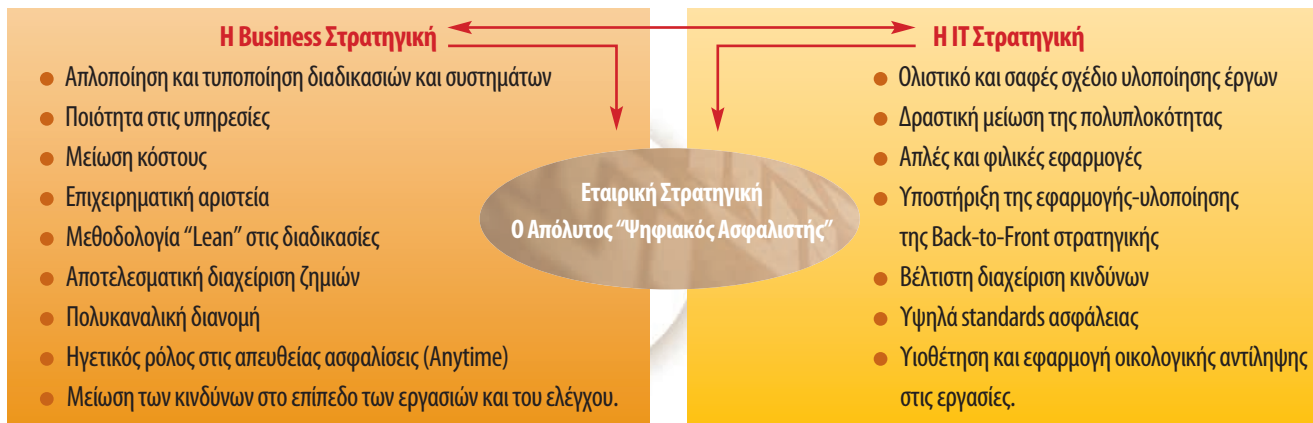 Η Business Στρατηγική
Απλοποίηση και τυποποίηση διαδικασιών και συστημάτων
Ποιότητα στις υπηρεσίες
Μείωση κόστους
Επιχειρηματική αριστεία
Μεθοδολογία “Lean” στις διαδικασίες
Αποτελεσματική διαχείριση ζημιών
Πολυκαναλική διανομή
Ηγετικός ρόλος στις απευθείας ασφαλίσεις (Anytime)
Μείωση των κινδύνων στο επίπεδο των εργασιών και του ελέγχου.
Εταιρική Στρατηγική
Ο Απόλυτος “Ψηφιακός Ασφαλιστής”
Η ΙΤ Στρατηγική
Ολιστικό και σαφές σχέδιο υλοποίησης έργων
Δραστική μείωση της πολυπλοκότητας
Απλές και φιλικές εφαρμογές
Υποστήριξη της εφαρμογής-υλοποίησης
της Back-to-Front στρατηγικής
Βέλτιστη διαχείριση κινδύνων
Υψηλά standards ασφάλειας
Υιοθέτηση και εφαρμογή οικολογικής αντίληψης
στις εργασίες.